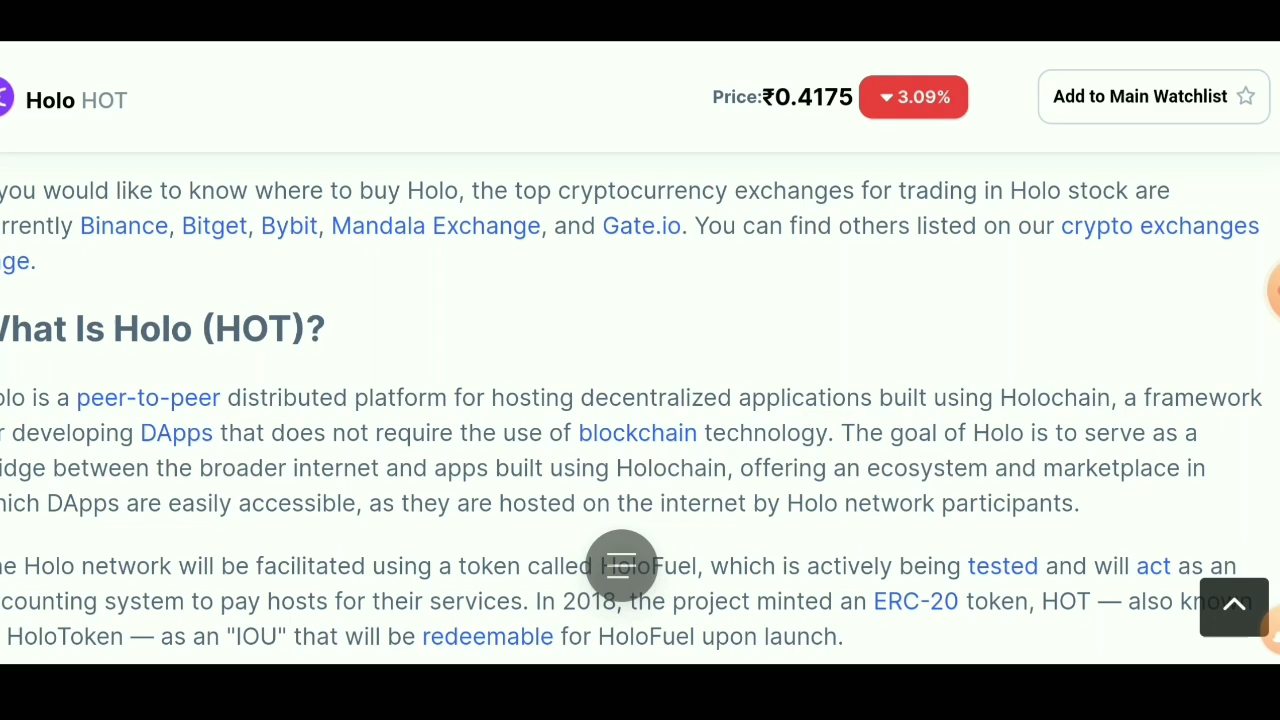 Holo HOT
Price:₹0.4175 3.09%
Add to Main Watchlist
you would like to know where to buy Holo, the top cryptocurrency exchanges for trading in Holo stock are
rrently Binance, Bitget, Bybit, Mandala Exchange, and Gate.io. You can find others listed on our crypto exchanges
ge.
What Is Holo (HOT)?
olo is a peer-to-peer distributed platform for hosting decentralized applications built using Holochain, a framework
r developing DApps that does not require the use of blockchain technology. The goal of Holo is to serve as a
idge between the broader internet and apps built using Holochain, offering an ecosystem and marketplace in
hich DApps are easily accessible, as they are hosted on the internet by Holo network participants.
e Holo network will be facilitated using a token called HoloFuel, which is actively being tested and will act as an
counting system to pay hosts for their services. In 2018, the project minted an ERC-20 token, HOT — also known
HoloToken — as an "IOU" that will be redeemable for HoloFuel upon launch.